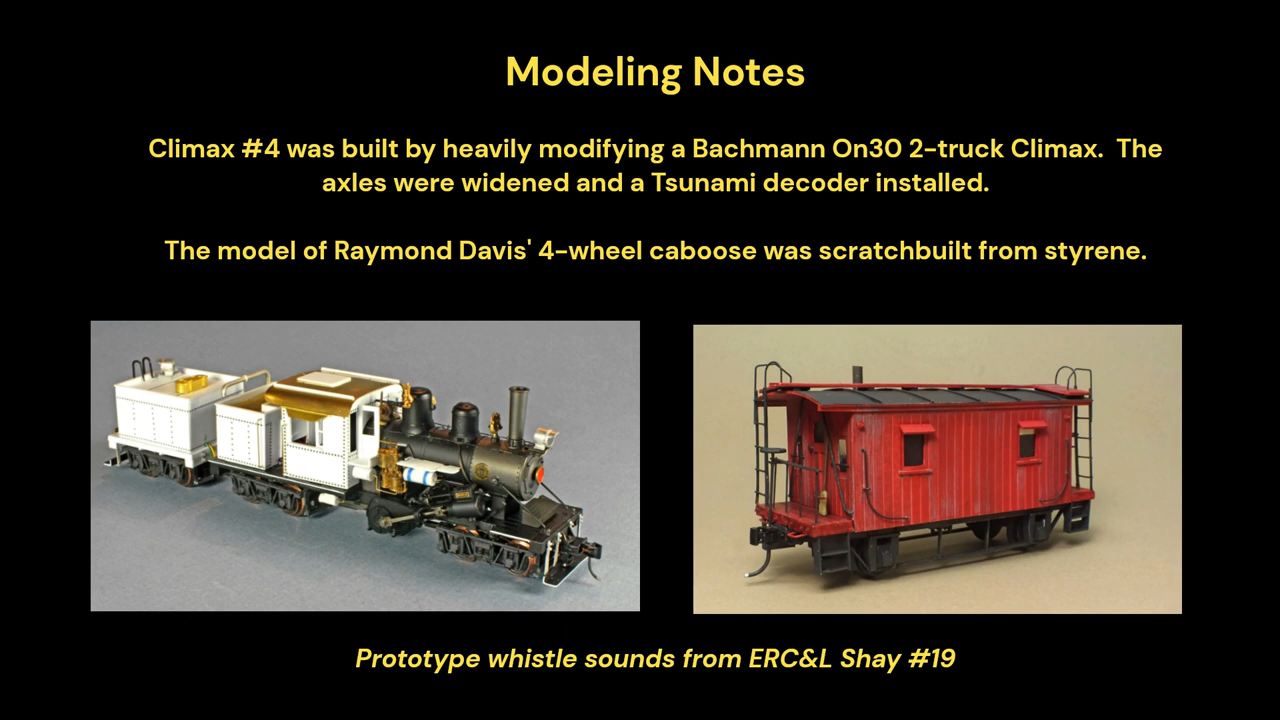 Modeling Notes
Climax #4 was built by heavily modifying a Bachmann On30 2-truck Climax.  The
axles were widened and a Tsunami decoder installed.
The model of Raymond Davis' 4-wheel caboose was scratchbuilt from styrene.
Prototype whistle sounds from ERC&L Shay #19